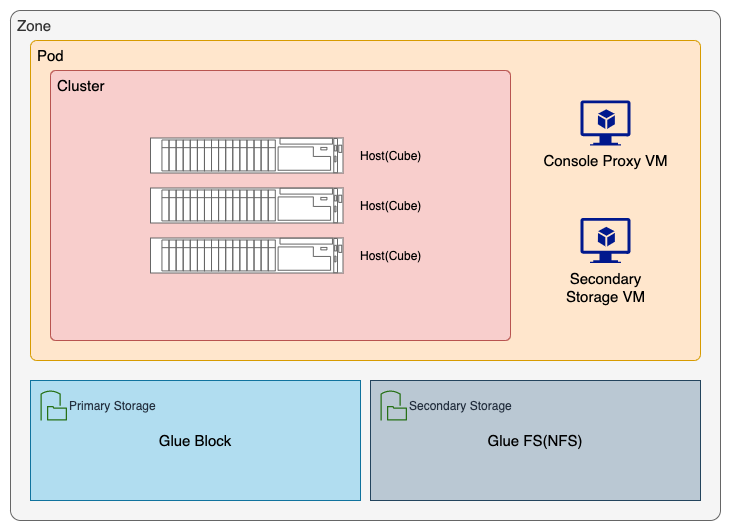 Zone
Pod
Cluster
Host(Cube)
Host(Cube)
Host(Cube)
Console Proxy VM
Secondary
Storage VM
Primary Storage
Glue Block
Secondary Storage
Glue FS(NFS)